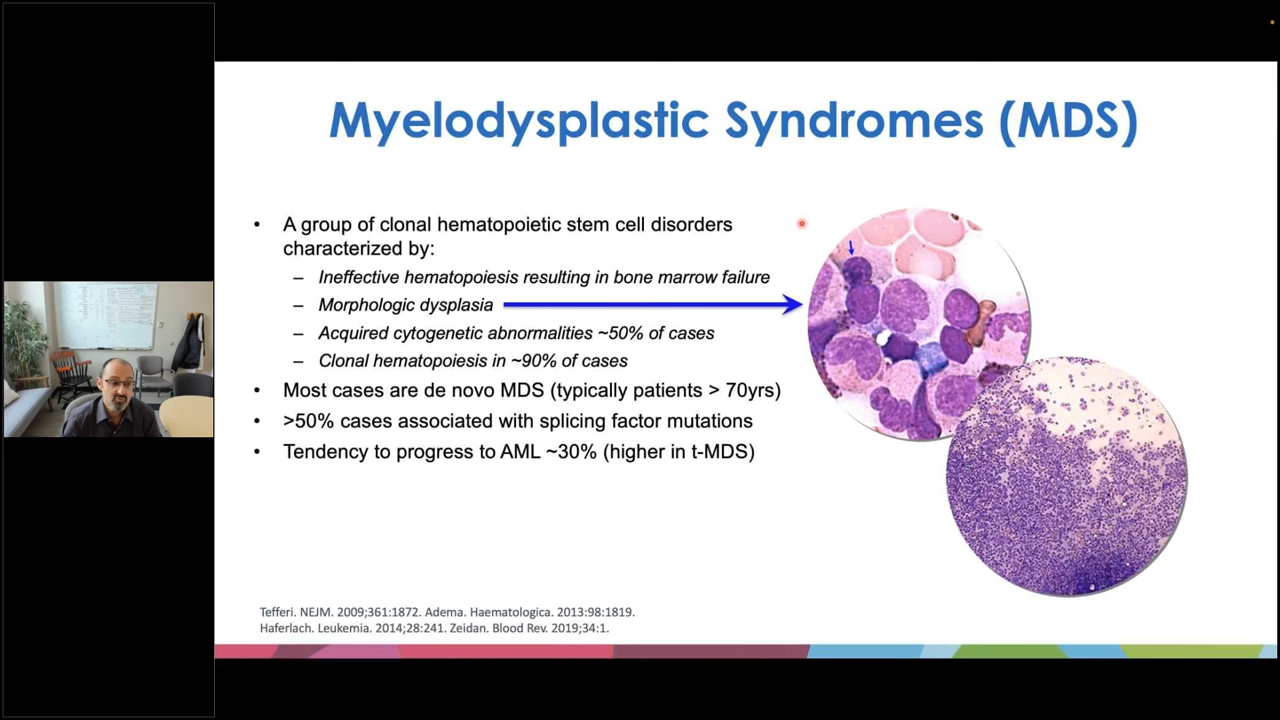 Myelodysplastic Syndromes (MDS)
• A group of clonal hematopoietic stem cell disorders
characterized by:
– Ineffective hematopoiesis resulting in bone marrow failure
– Morphologic dysplasia
– Acquired cytogenetic abnormalities ~50% of cases
– Clonal hematopoiesis in ~90% of cases
• Most cases are de novo MDS (typically patients > 70yrs)
• >50% cases associated with splicing factor mutations
• Tendency to progress to AML ~30% (higher in t-MDS)
Tefferi. NEJM. 2009;361:1872. Adema. Haematologica. 2013:98:1819.
Haferlach. Leukemia. 2014;28:241. Zeidan. Blood Rev. 2019;34:1.